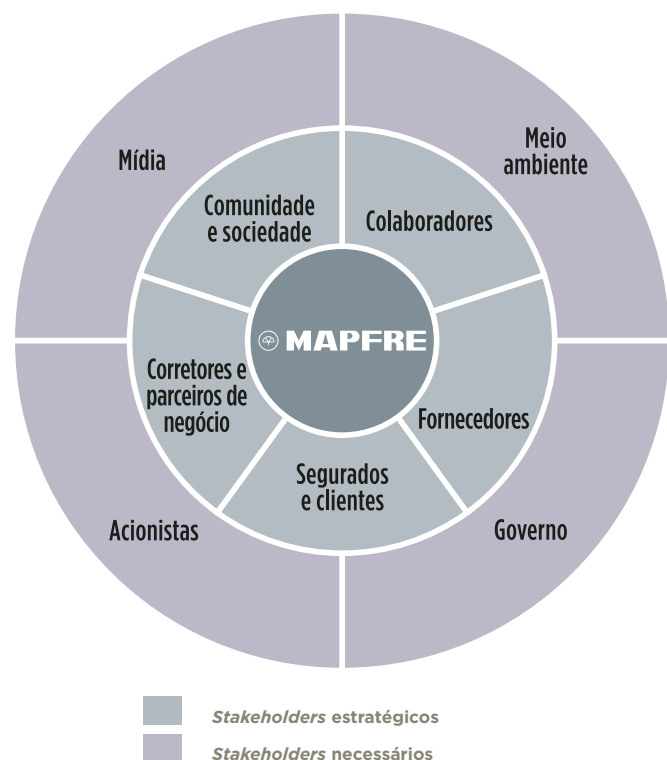 Mídia
Meio
ambiente
Comunidade
e sociedade
Colaboradores
MAPFRE
Corretores e
parceiros de
negócio
Fornecedores
Segurados
e clientes
Acionistas
Governo
Stakeholders estratégicos
Stakeholders necessários